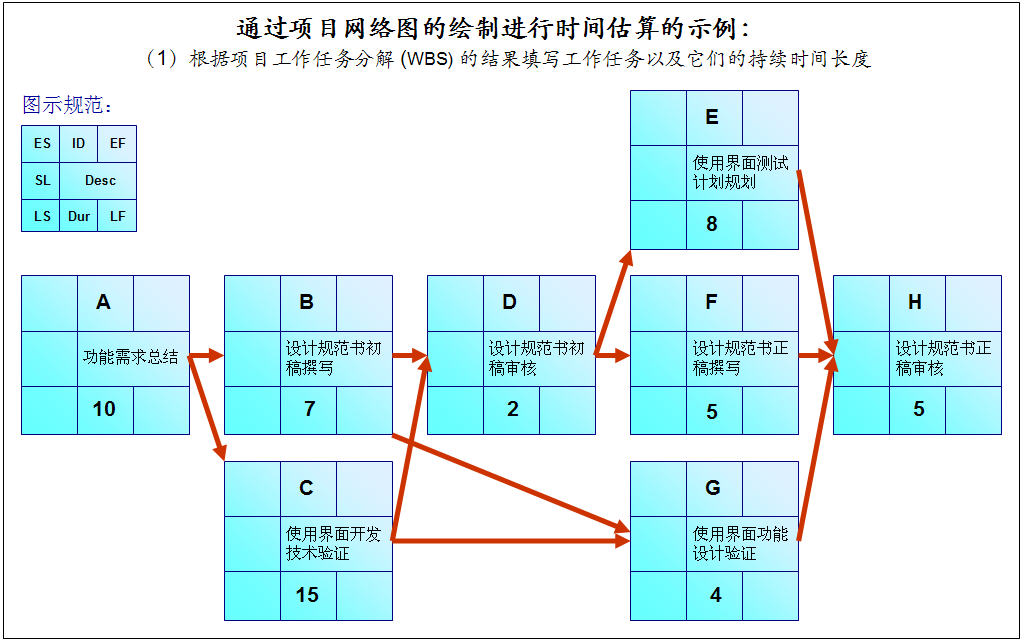 通过项目网络图的绘制进行时间估算的示例：
（1）根据项目工作任务分解 (WBS) 的结果填写工作任务以及它们的持续时间长度
图示规范：
ES ID EF
SL Desc
LS Dur LF
E
使用界面测试
计划规划
8
A
功能需求总结
10
B
设计规范书初
稿撰写
7
D
设计规范书初
稿审核
2
F
设计规范书正
稿撰写
5
H
设计规范书正
稿审核
5
C
使用界面开发
技术验证
15
G
使用界面功能
设计验证
4